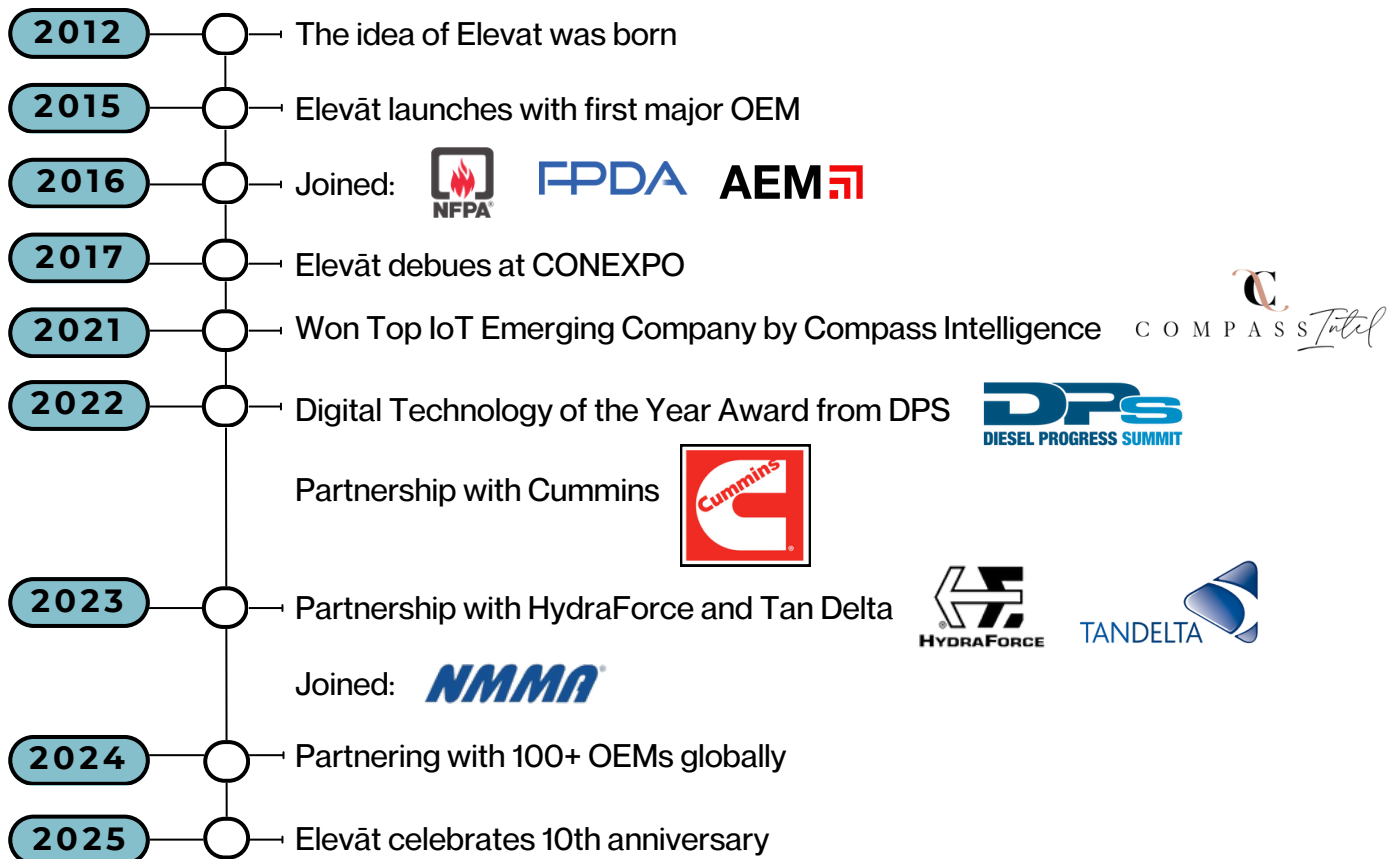 2012
The idea of Elevat was born
2015
Elevāt launches with first major OEM
2016
Joined:
NFPA®
FPDA
AEM
2017
Elevāt debues at CONEXPO
2021
Won Top IoT Emerging Company by Compass Intelligence
C
COMPASS Intel
2022
Digital Technology of the Year Award from DPS
DPS
DIESEL PROGRESS SUMMIT
Partnership with Cummins
Cummins
®
2023
Partnership with HydraForce and Tan Delta
®
HYDRAFORCE
TANDELTA
Joined:
NMMA®
2024
Partnering with 100+ OEMs globally
2025
Elevāt celebrates 10th anniversary